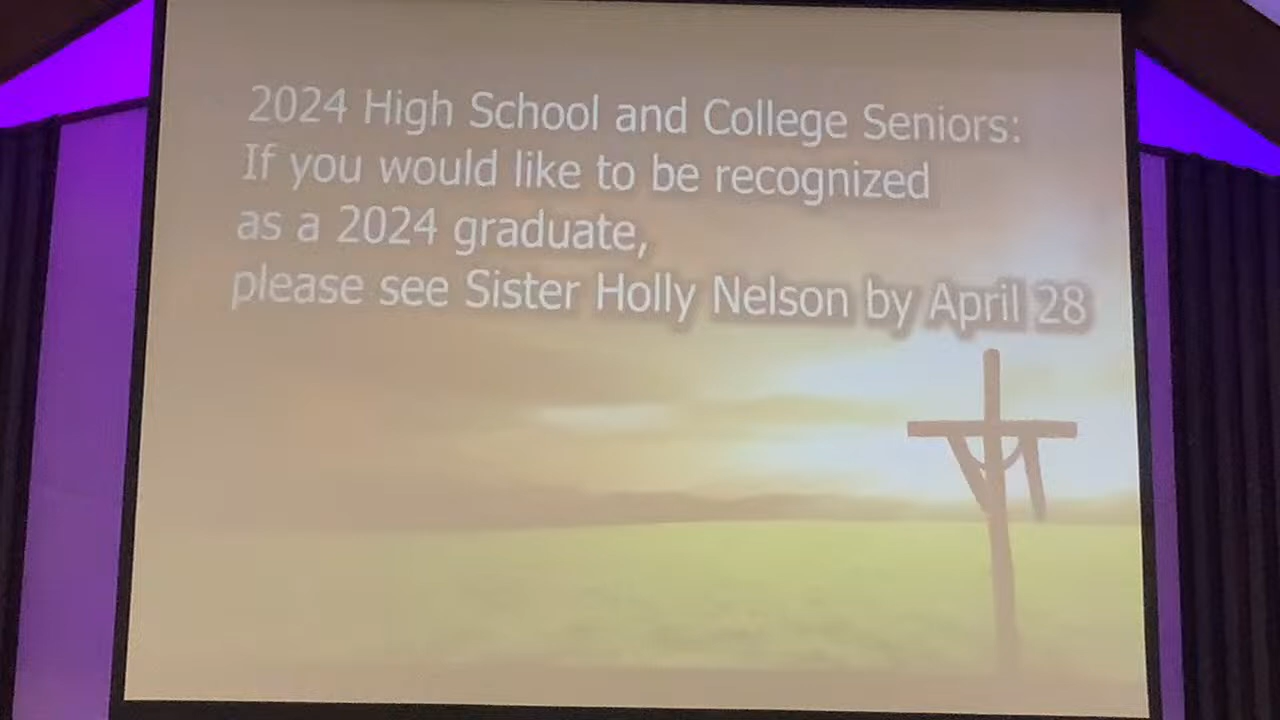 2024 High School and College Seniors:
If you would like to be recognized
as a 2024 graduate,
please see Sister Holly Nelson by April 28